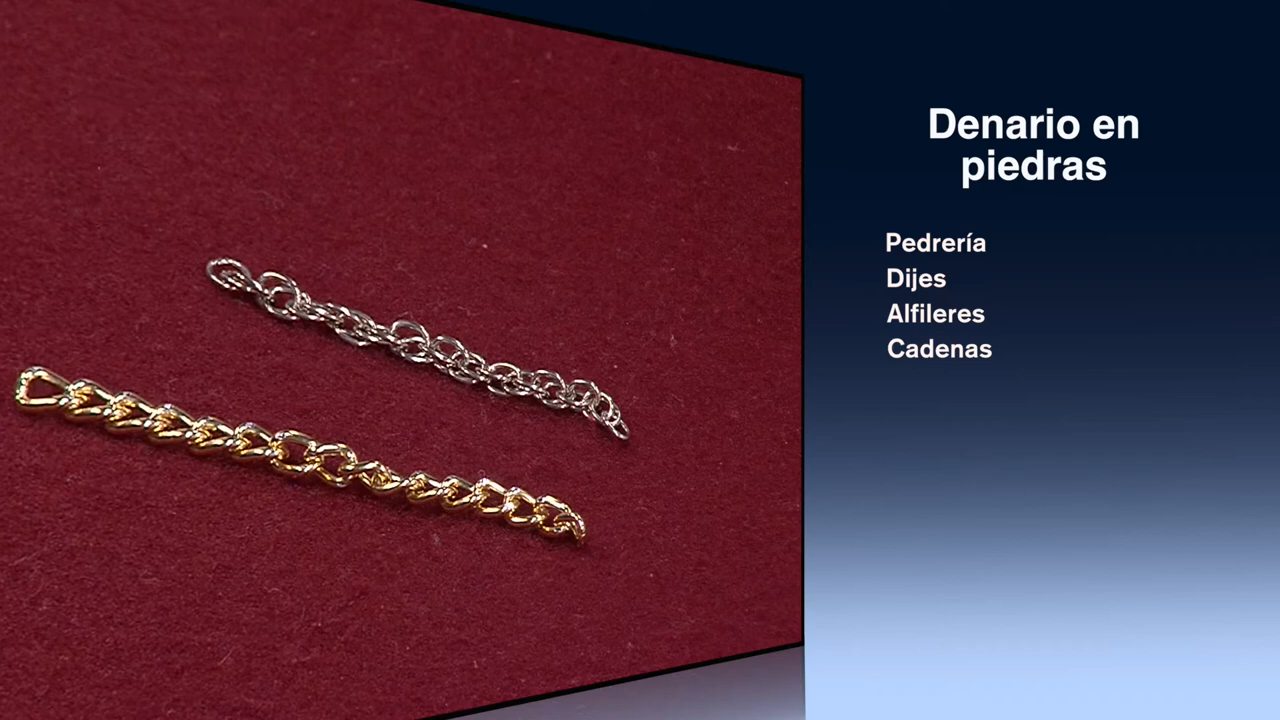 Denario en
piedras
Pedrería
Dijes
Alfileres
Cadenas